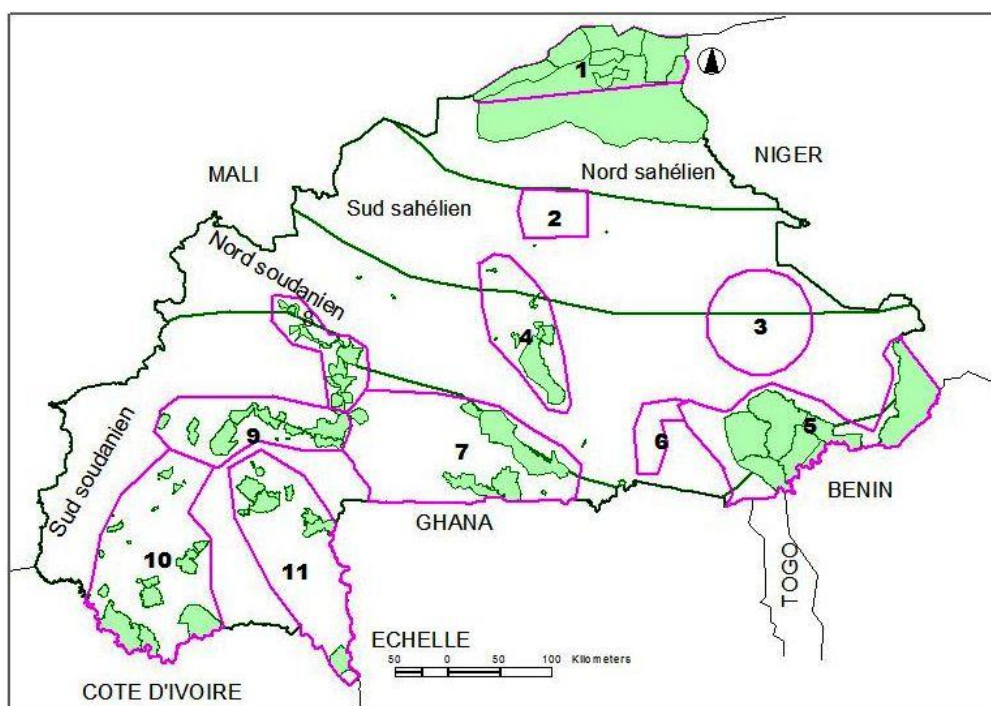 1
NIGER
MALI
Nord sahélien
Sud sahélien
2
Nord soudanien
8
3
4
5
6
7
9
BENIN
Sud soudanien
GHANA
10
11
TOGO
ECHELLE
50 0 50 100 Kilometers
COTE D'IVOIRE